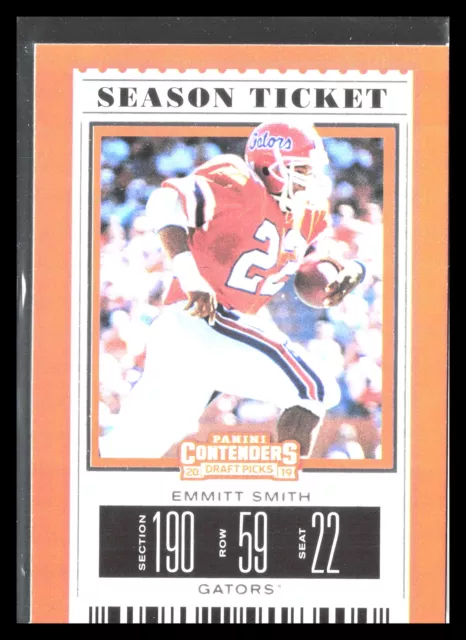 SEASON TICKET
Gators
22
PANINI
CONTENDERS
20 DRAFT PICKS 19
EMMITT SMITH
SECTION 190 ROW 59 SEAT 22
GATORS